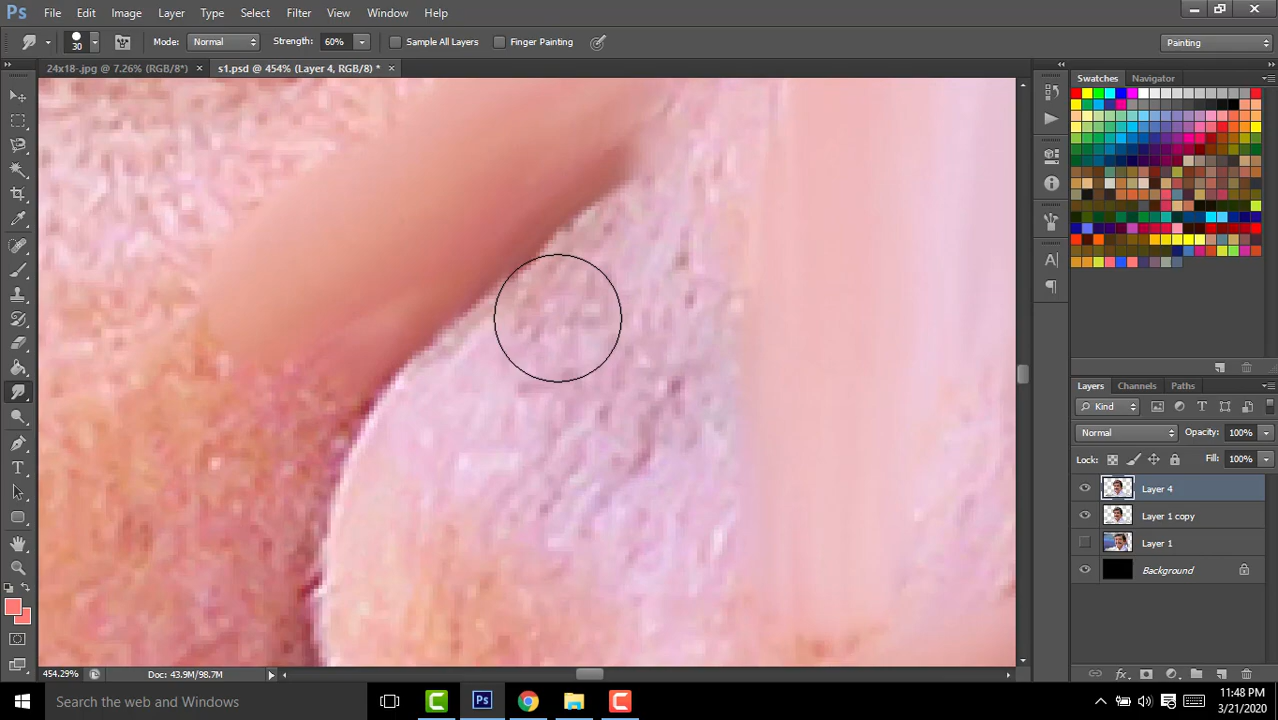 Ps File Edit Image Layer Type Select Filter View Window Help
30 Mode: Normal Strength: 60% Sample All Layers Finger Painting Painting
24x18-.jpg @ 7.26% (RGB/8*) × s1.psd @ 454% (Layer 4, RGB/8) * ×
Swatches Navigator
Layers Channels Paths
Kind
Normal Opacity: 100%
Lock: Fill: 100%
Layer 4
Layer 1 copy
Layer 1
Background
454.29% Doc: 43.9M/98.7M
Search the web and Windows
11:48 PM
3/21/2020